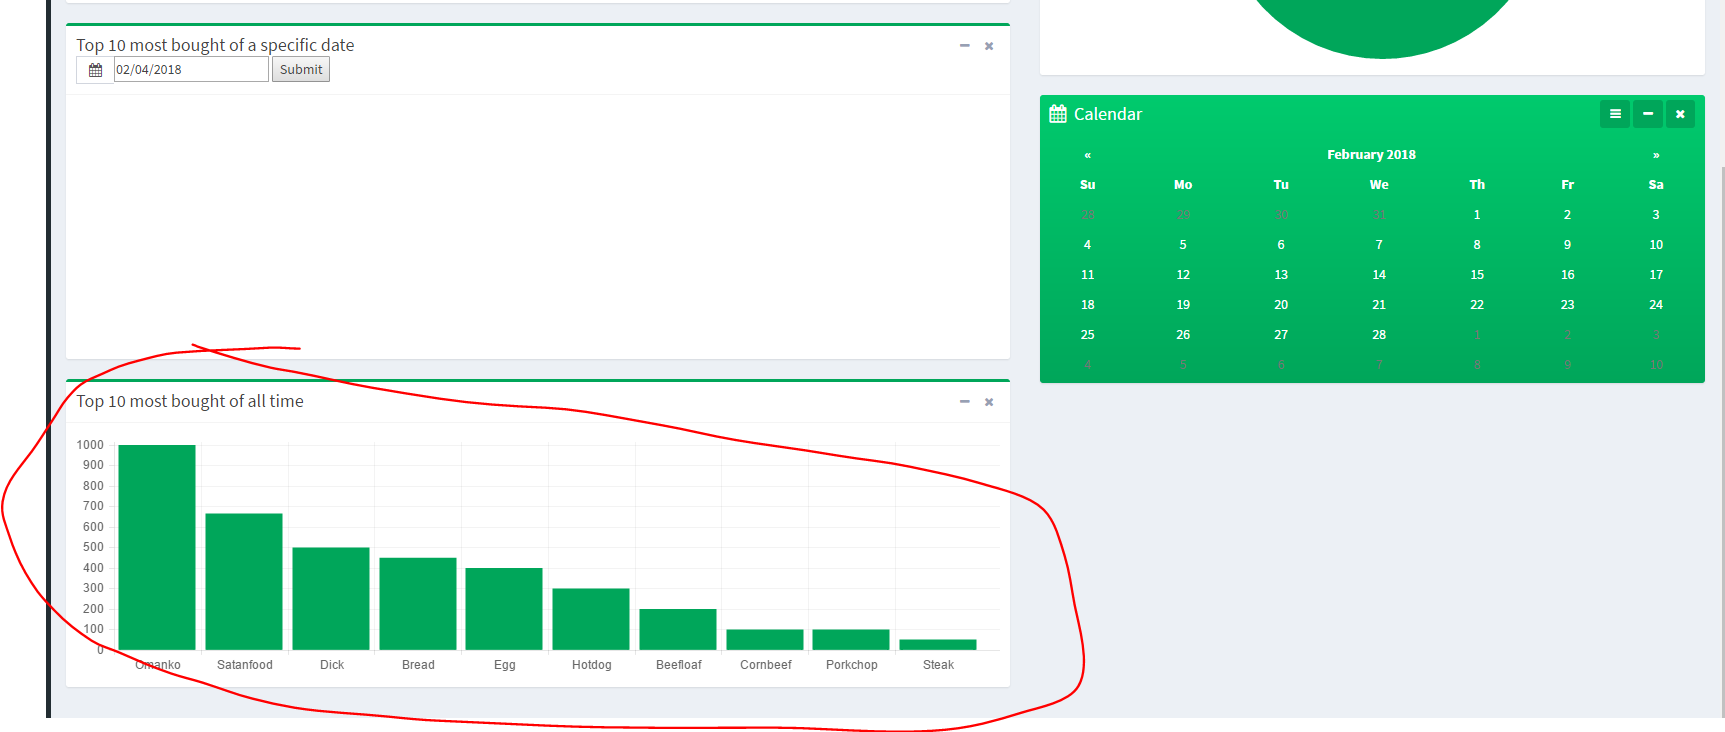 Top 10 most bought of a specific date
02/04/2018 Submit
Top 10 most bought of all time
1000
900
800
700
600
500
400
300
200
100
0
Omanko Satanfood Dick Bread Egg Hotdog Beefloaf Cornbeef Porkchop Steak
Calendar
« February 2018 »
Su Mo Tu We Th Fr Sa
28 29 30 31 1 2 3
4 5 6 7 8 9 10
11 12 13 14 15 16 17
18 19 20 21 22 23 24
25 26 27 28 1 2 3
4 5 6 7 8 9 10